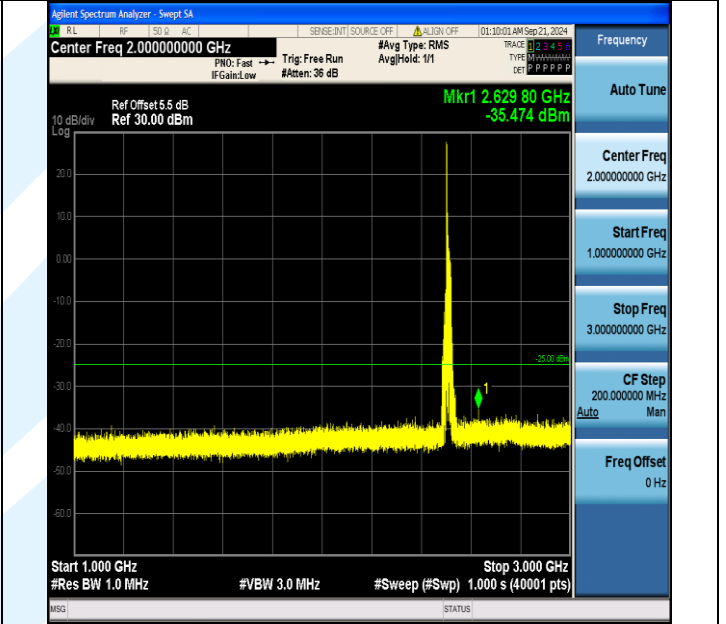 Agilent Spectrum Analyzer - Swept SA
RL RF 50 Ω AC SENSE:INT SOURCE OFF ALIGN OFF 01:10:01 AM Sep 21, 2024
Center Freq 2.000000000 GHz
PNO: Fast
IFGain:Low
Trig: Free Run
#Atten: 36 dB
#Avg Type: RMS
Avg|Hold: 1/1
TRACE 1 2 3 4 5 6
TYPE M
DET P P P P P P
Mkr1 2.629 80 GHz
-35.474 dBm
Ref Offset 5.5 dB
10 dB/div Ref 30.00 dBm
Log
20.0
10.0
0.00
-10.0
-20.0
-25.00 dBm
-30.0
1
-40.0
-50.0
-60.0
Start 1.000 GHz Stop 3.000 GHz
#Res BW 1.0 MHz #VBW 3.0 MHz #Sweep (#Swp) 1.000 s (40001 pts)
MSG STATUS
Frequency
Auto Tune
Center Freq
2.000000000 GHz
Start Freq
1.000000000 GHz
Stop Freq
3.000000000 GHz
CF Step
200.000000 MHz
Auto Man
Freq Offset
0 Hz